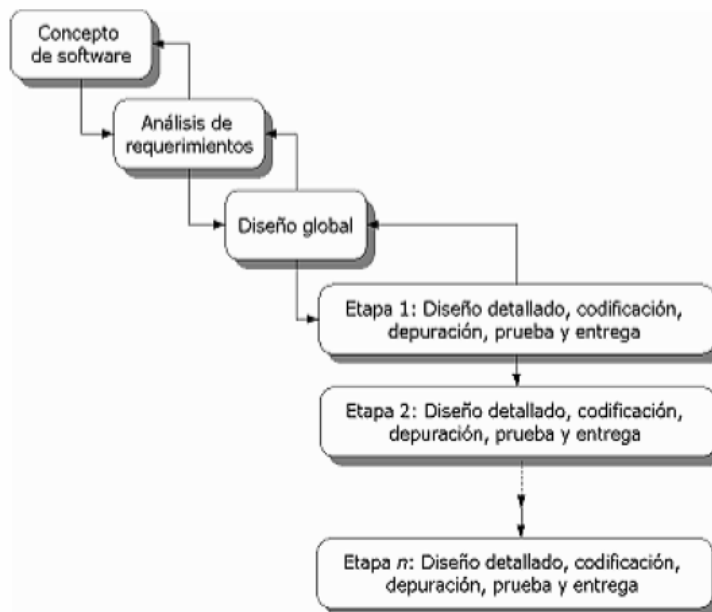 Concepto
de software
Análisis de
requerimientos
Diseño global
Etapa 1: Diseño detallado, codificación,
depuración, prueba y entrega
Etapa 2: Diseño detallado, codificación,
depuración, prueba y entrega
Etapa n: Diseño detallado, codificación,
depuración, prueba y entrega